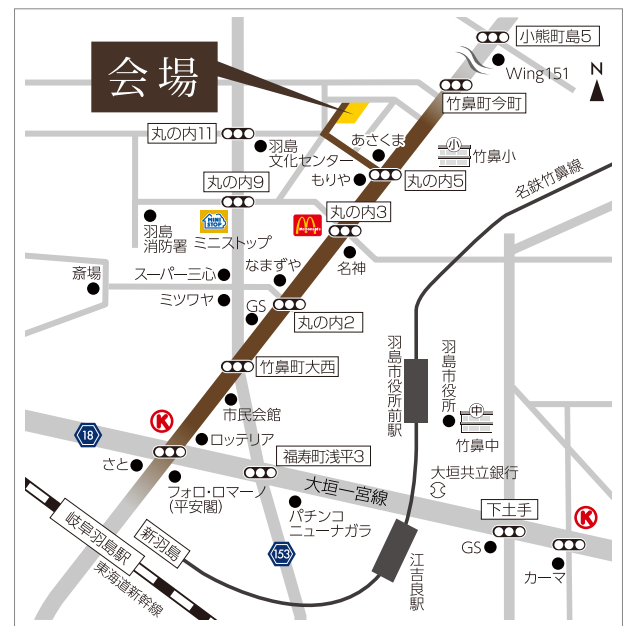 小熊町島5
Wing151
N
会場
竹鼻町今町
丸の内11
羽島
文化センター
あさくま
小
竹鼻小
もりや
丸の内5
名鉄竹鼻線
丸の内9
丸の内3
羽島
消防署
MINI
STOP
ミニストップ
McDonald's
名神
なまずや
スーパー三心
斎場
ミツワヤ
GS
丸の内2
羽島市役所前駅
羽島市役所
竹鼻町大西
市民会館
中
竹鼻中
K
18
ロッテリア
さと
福寿町浅平3
大垣一宮線
大垣共立銀行
フォロ・ロマーノ
(平安閣)
パチンコ
ニューナガラ
下土手
K
岐阜羽島駅
新羽島
153
江吉良駅
GS
カーマ
東海道新幹線